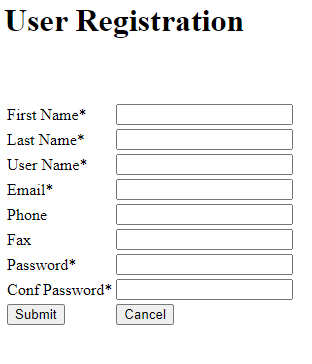 User Registration
First Name*
Last Name*
User Name*
Email*
Phone
Fax
Password*
Conf Password*
Submit Cancel